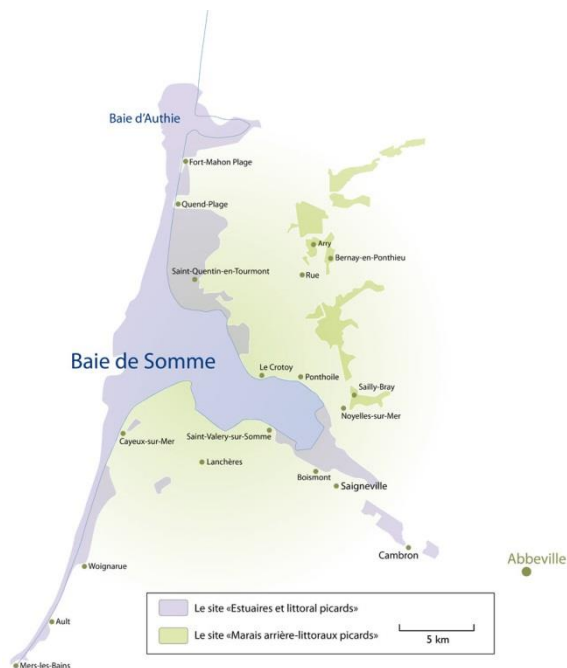 Baie d'Authie
Fort-Mahon Plage
Quend-Plage
Arry
Bernay-en-Ponthieu
Saint-Quentin-en-Tourmont
Rue
Baie de Somme
Le Crotoy
Ponthoile
Sailly-Bray
Noyelles-sur-Mer
Cayeux-sur-Mer
Saint-Valery-sur-Somme
Lanchères
Boismont
Saigneville
Cambron
Abbeville
Woignarue
Le site «Estuaires et littoral picards»
Ault
Le site «Marais arrière-littoraux picards»
5 km
Mers-les-Bains